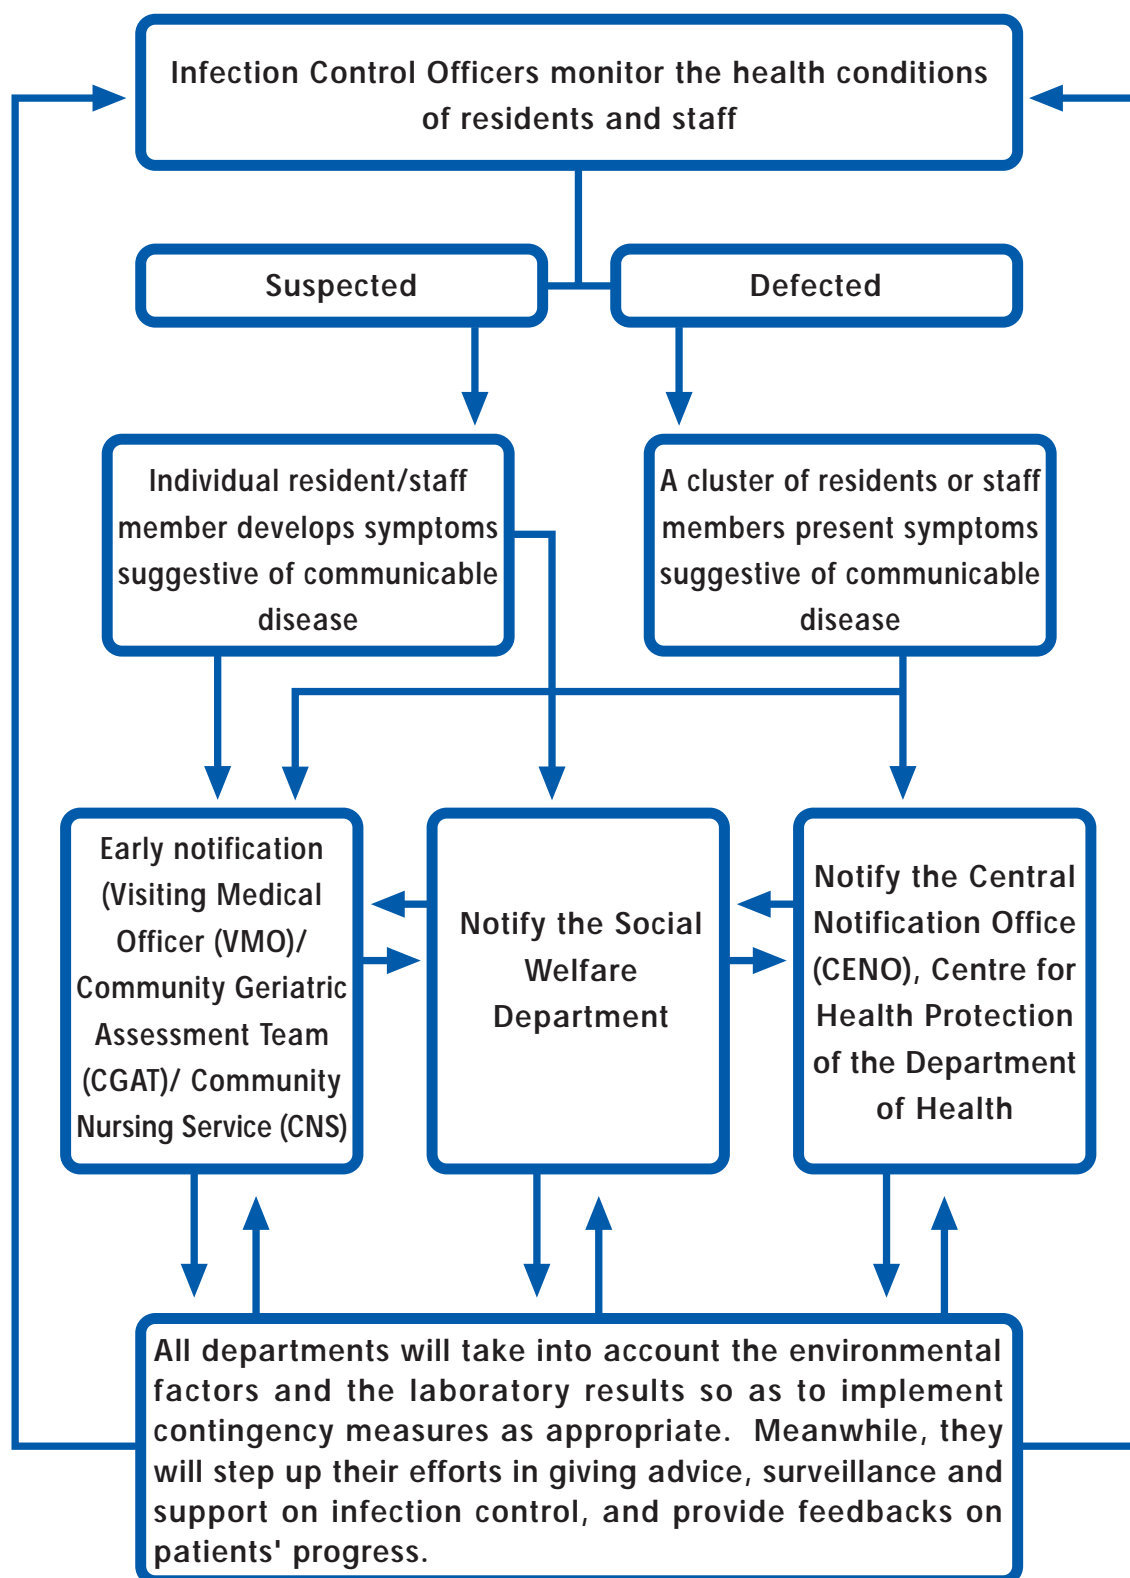 Infection Control Officers monitor the health conditions
of residents and staff
Suspected
Defected
Individual resident/staff
member develops symptoms
suggestive of communicable
disease
A cluster of residents or staff
members present symptoms
suggestive of communicable
disease
Early notification
(Visiting Medical
Officer (VMO)/
Community Geriatric
Assessment Team
(CGAT)/ Community
Nursing Service (CNS)
Notify the Social
Welfare
Department
Notify the Central
Notification Office
(CENO), Centre for
Health Protection
of the Department
of Health
All departments will take into account the environmental
factors and the laboratory results so as to implement
contingency measures as appropriate.  Meanwhile, they
will step up their efforts in giving advice, surveillance and
support on infection control, and provide feedbacks on
patients' progress.